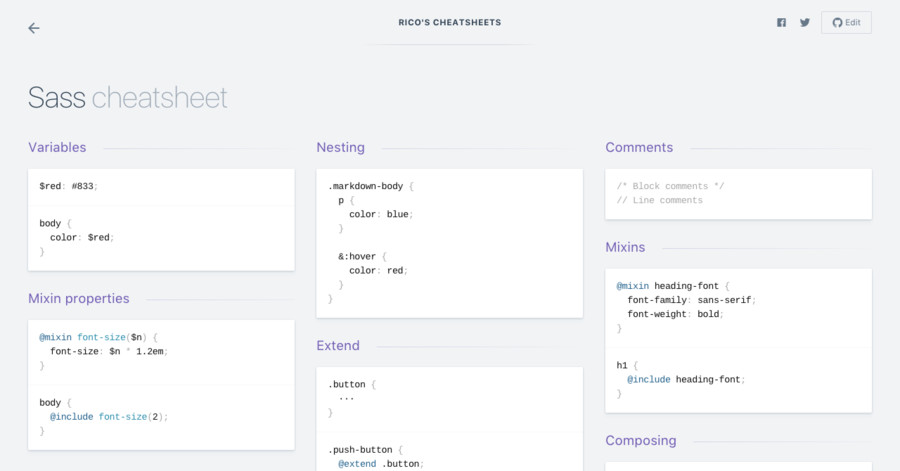 RICO'S CHEATSHEETS
Edit
Sass cheatsheet
Variables
$red: #833;
body {
  color: $red;
}
Mixin properties
@mixin font-size($n) {
  font-size: $n * 1.2em;
}
body {
  @include font-size(2);
}
Nesting
.markdown-body {
  p {
    color: blue;
  }
  &:hover {
    color: red;
  }
}
Extend
.button {
  ···
}
.push-button {
  @extend .button;
Comments
/* Block comments */
// Line comments
Mixins
@mixin heading-font {
  font-family: sans-serif;
  font-weight: bold;
}
h1 {
  @include heading-font;
}
Composing